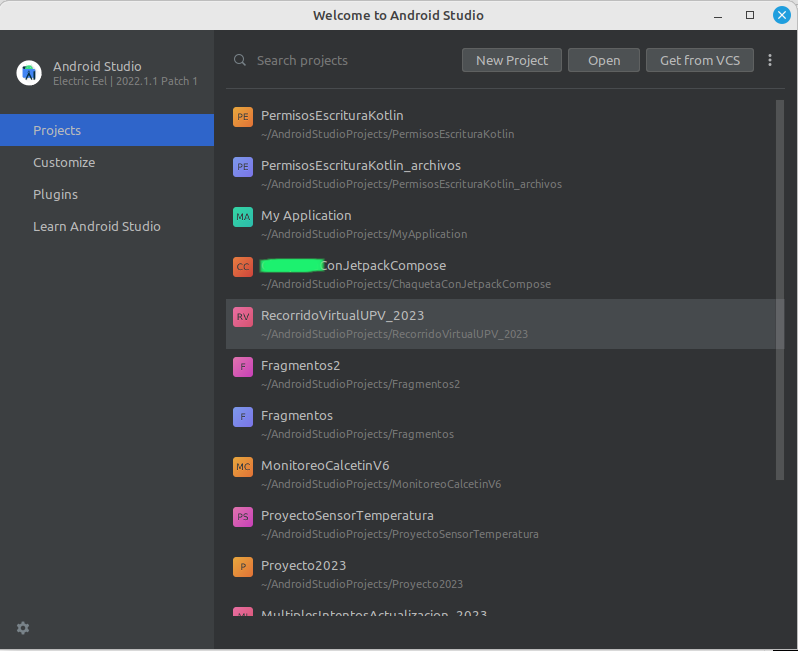 Welcome to Android Studio
Android Studio
Electric Eel | 2022.1.1 Patch 1
Projects
Customize
Plugins
Learn Android Studio
Search projects
New Project
Open
Get from VCS
PE
PermisosEscrituraKotlin
~/AndroidStudioProjects/PermisosEscrituraKotlin
PE
PermisosEscrituraKotlin_archivos
~/AndroidStudioProjects/PermisosEscrituraKotlin_archivos
MA
My Application
~/AndroidStudioProjects/MyApplication
CC
ConJetpackCompose
~/AndroidStudioProjects/ChaquetaConJetpackCompose
RV
RecorridoVirtualUPV_2023
~/AndroidStudioProjects/RecorridoVirtualUPV_2023
F
Fragmentos2
~/AndroidStudioProjects/Fragmentos2
F
Fragmentos
~/AndroidStudioProjects/Fragmentos
MC
MonitoreoCalcetinV6
~/AndroidStudioProjects/MonitoreoCalcetinV6
PS
ProyectoSensorTemperatura
~/AndroidStudioProjects/ProyectoSensorTemperatura
P
Proyecto2023
~/AndroidStudioProjects/Proyecto2023
MultiplesIntentosActualizacion_2023